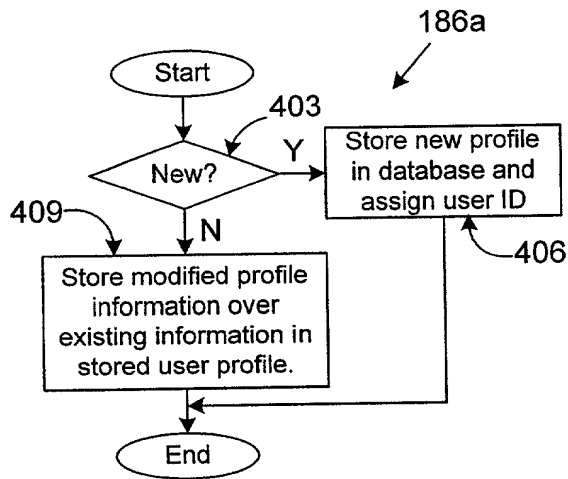 186a
Start
403
New?
Y
Store new profile
in database and
assign user ID
409
N
406
Store modified profile
information over
existing information in
stored user profile.
End